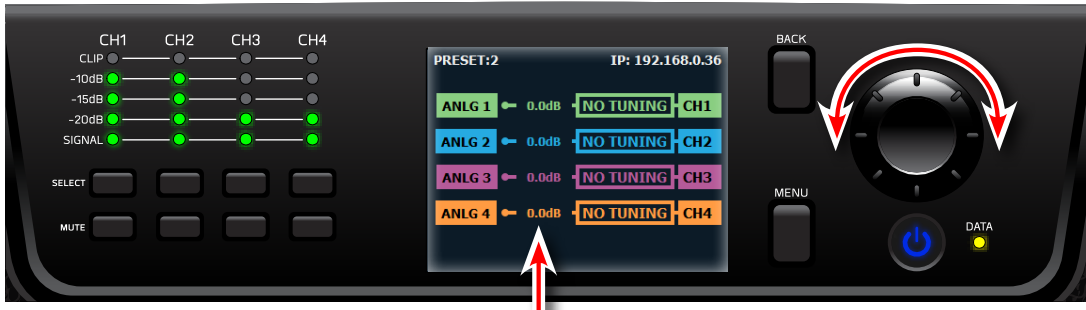 CH1 CH2 CH3 CH4
CLIP
-10dB
-15dB
-20dB
SIGNAL
SELECT
MUTE
PRESET:2 IP: 192.168.0.36
ANLG 1 0.0dB NO TUNING CH1
ANLG 2 0.0dB NO TUNING CH2
ANLG 3 0.0dB NO TUNING CH3
ANLG 4 0.0dB NO TUNING CH4
BACK
MENU
DATA